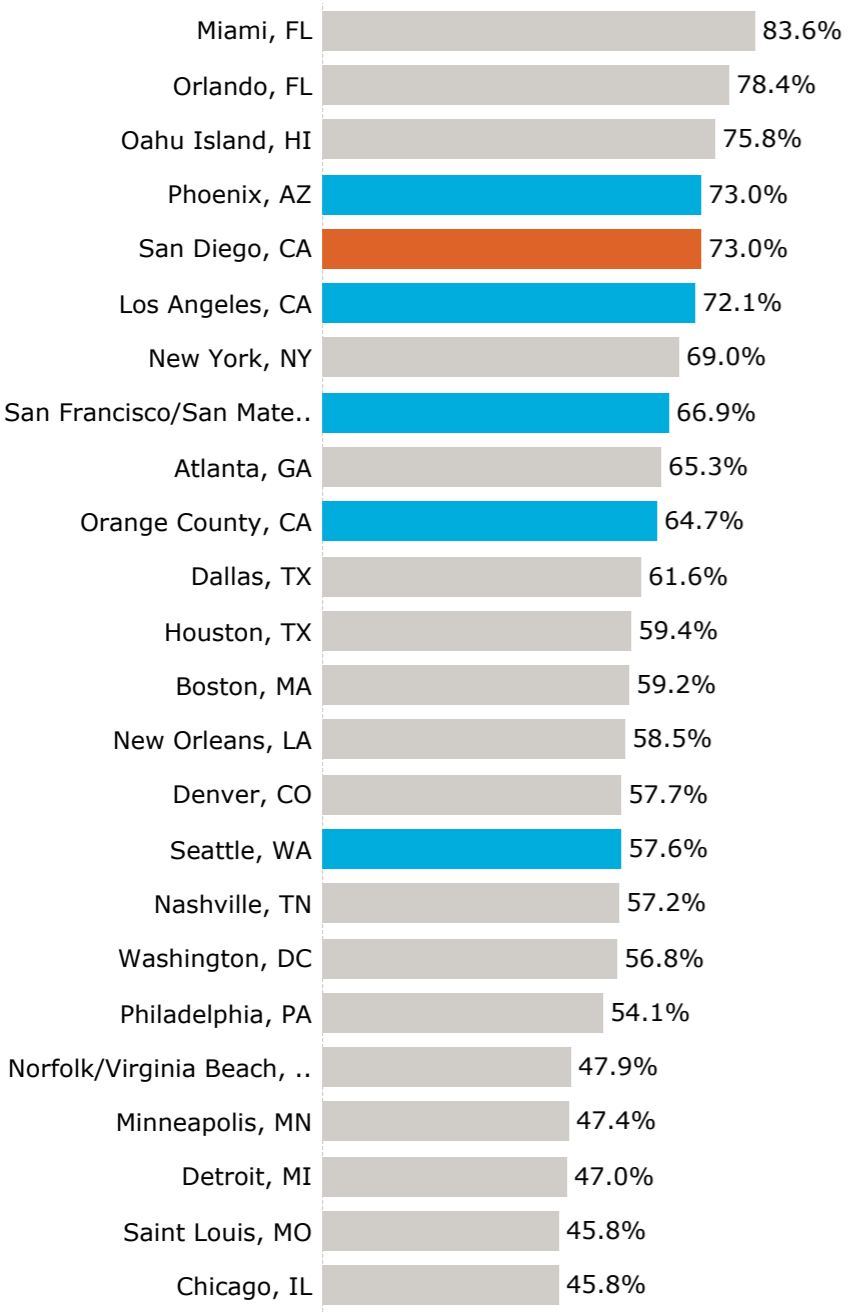 Miami, FL 83.6%
Orlando, FL 78.4%
Oahu Island, HI 75.8%
Phoenix, AZ 73.0%
San Diego, CA 73.0%
Los Angeles, CA 72.1%
New York, NY 69.0%
San Francisco/San Mate.. 66.9%
Atlanta, GA 65.3%
Orange County, CA 64.7%
Dallas, TX 61.6%
Houston, TX 59.4%
Boston, MA 59.2%
New Orleans, LA 58.5%
Denver, CO 57.7%
Seattle, WA 57.6%
Nashville, TN 57.2%
Washington, DC 56.8%
Philadelphia, PA 54.1%
Norfolk/Virginia Beach, .. 47.9%
Minneapolis, MN 47.4%
Detroit, MI 47.0%
Saint Louis, MO 45.8%
Chicago, IL 45.8%